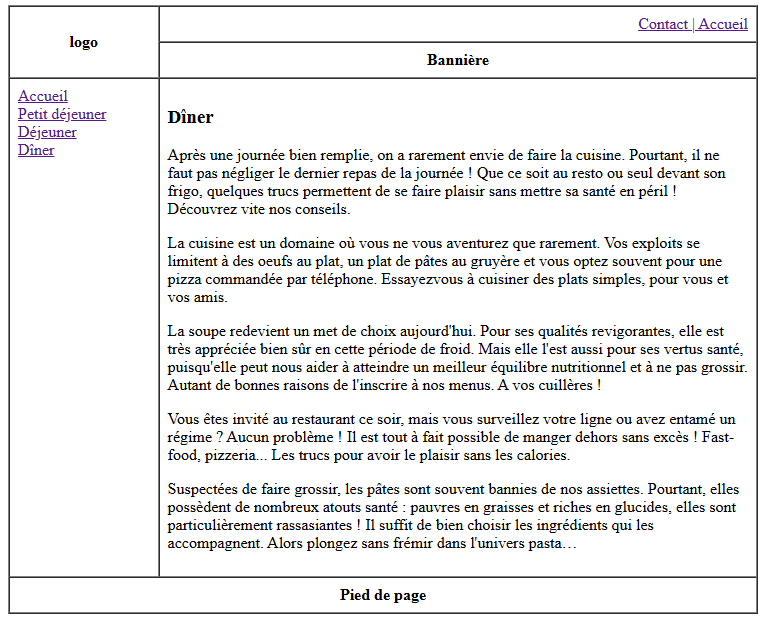 logo
Contact | Accueil
Bannière
Accueil
Petit déjeuner
Déjeuner
Dîner
Dîner
Après une journée bien remplie, on a rarement envie de faire la cuisine. Pourtant, il ne
faut pas négliger le dernier repas de la journée ! Que ce soit au resto ou seul devant son
frigo, quelques trucs permettent de se faire plaisir sans mettre sa santé en péril !
Découvrez vite nos conseils.
La cuisine est un domaine où vous ne vous aventurez que rarement. Vos exploits se
limitent à des oeufs au plat, un plat de pâtes au gruyère et vous optez souvent pour une
pizza commandée par téléphone. Essayezvous à cuisiner des plats simples, pour vous et
vos amis.
La soupe redevient un met de choix aujourd'hui. Pour ses qualités revigorantes, elle est
très appréciée bien sûr en cette période de froid. Mais elle l'est aussi pour ses vertus santé,
puisqu'elle peut nous aider à atteindre un meilleur équilibre nutritionnel et à ne pas grossir.
Autant de bonnes raisons de l'inscrire à nos menus. A vos cuillères !
Vous êtes invité au restaurant ce soir, mais vous surveillez votre ligne ou avez entamé un
régime ? Aucun problème ! Il est tout à fait possible de manger dehors sans excès ! Fast-
food, pizzeria... Les trucs pour avoir le plaisir sans les calories.
Suspectées de faire grossir, les pâtes sont souvent bannies de nos assiettes. Pourtant, elles
possèdent de nombreux atouts santé : pauvres en graisses et riches en glucides, elles sont
particulièrement rassasiantes ! Il suffit de bien choisir les ingrédients qui les
accompagnent. Alors plongez sans frémir dans l'univers pasta…
Pied de page